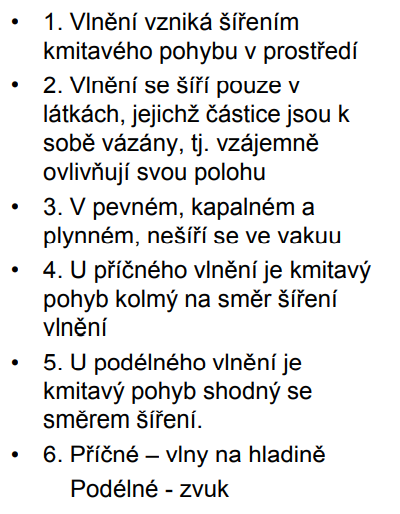 • 1. Vlnění vzniká šířením
kmitavého pohybu v prostředí
• 2. Vlnění se šíří pouze v
látkách, jejichž částice jsou k
sobě vázány, tj. vzájemně
ovlivňují svou polohu
• 3. V pevném, kapalném a
plynném, nešíří se ve vakuu
• 4. U příčného vlnění je kmitavý
pohyb kolmý na směr šíření
vlnění
• 5. U podélného vlnění je
kmitavý pohyb shodný se
směrem šíření.
• 6. Příčné – vlny na hladině
Podélné - zvuk